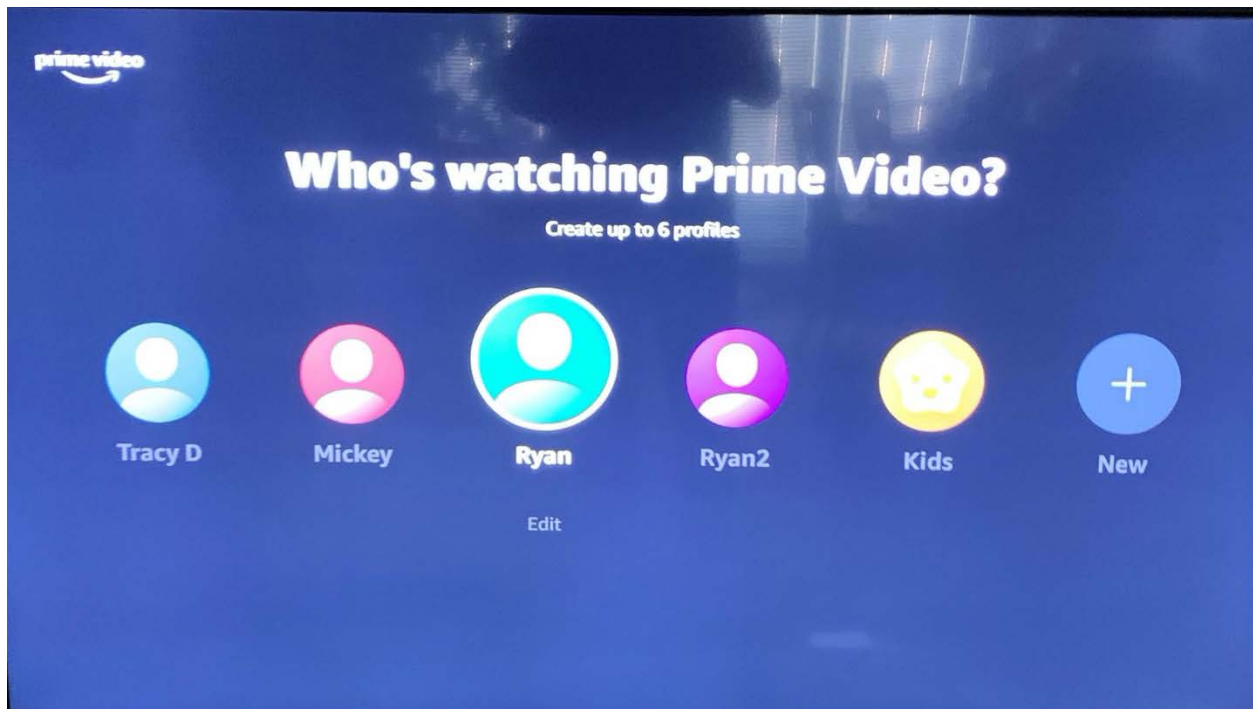 prime video
Who's watching Prime Video?
Create up to 6 profiles
Tracy D Mickey Ryan Ryan2 Kids New
Edit